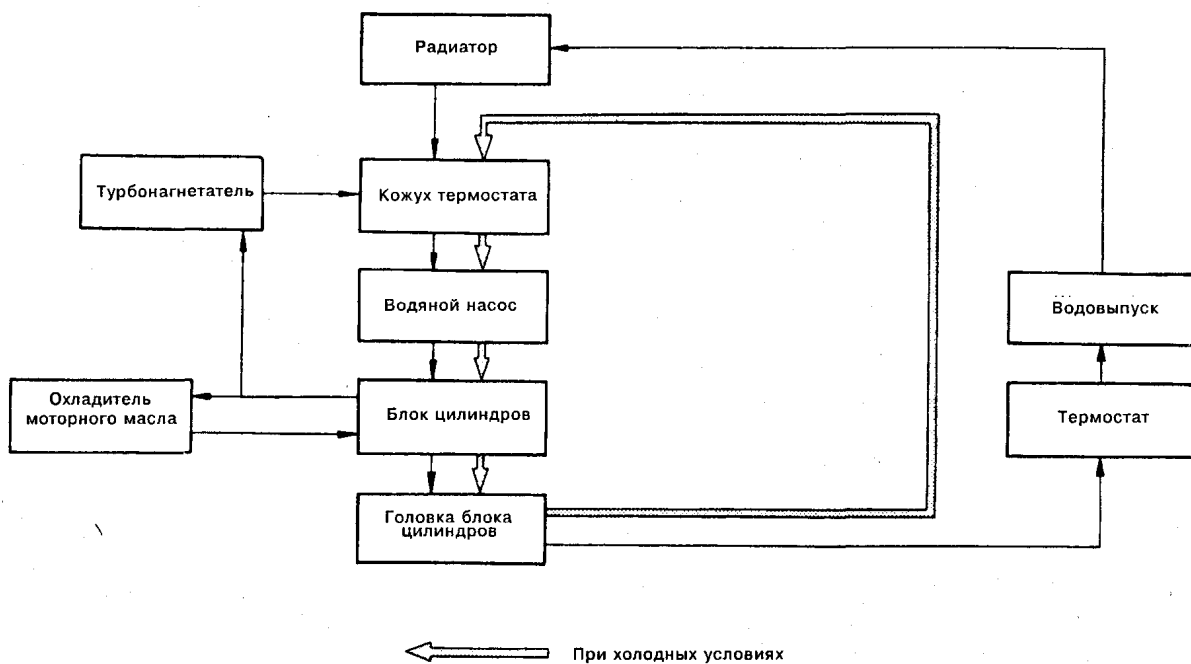 Радиатор
Турбонагнетатель
Кожух термостата
Водяной насос
Водовыпуск
Охладитель
моторного масла
Блок цилиндров
Термостат
Головка блока
цилиндров
При холодных условиях